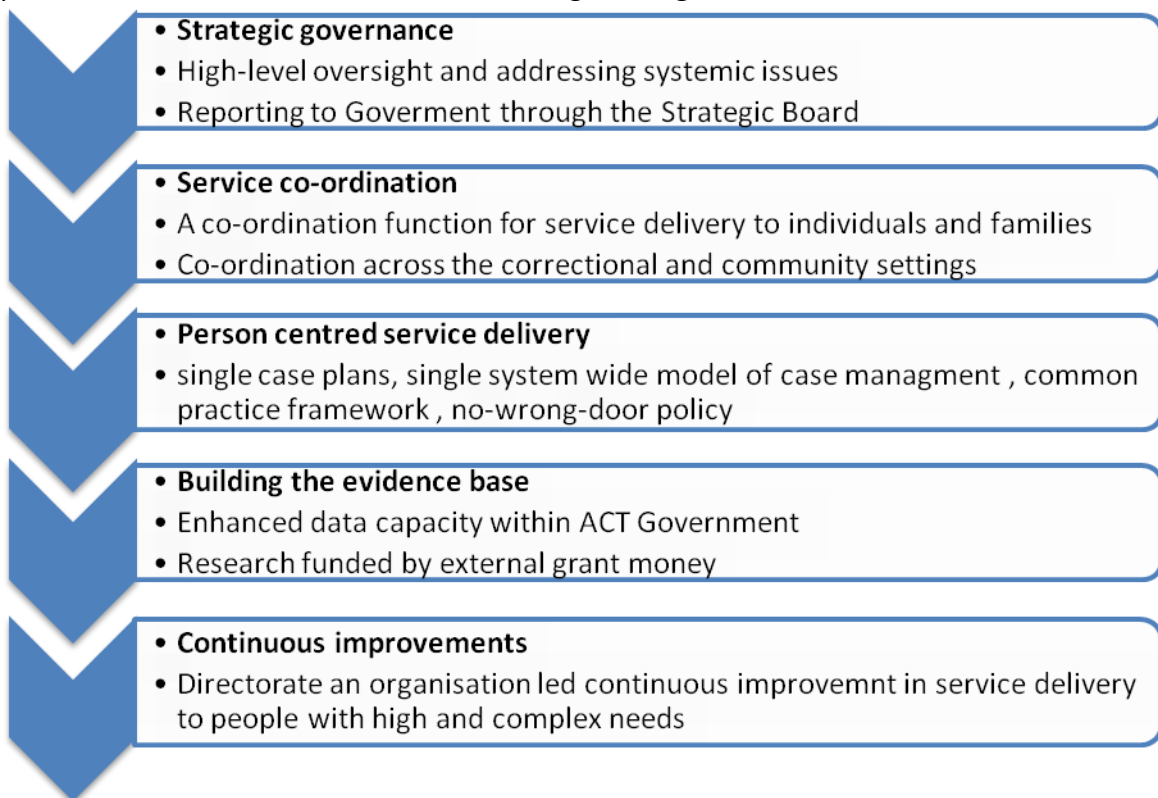 • Strategic governance
• High-level oversight and addressing systemic issues
• Reporting to Goverment through the Strategic Board
• Service co-ordination
• A co-ordination function for service delivery to individuals and families
• Co-ordination across the correctional and community settings
• Person centred service delivery
• single case plans, single system wide model of case managment , common
practice framework , no-wrong-door policy
• Building the evidence base
• Enhanced data capacity within ACT Government
• Research funded by external grant money
• Continuous improvements
• Directorate an organisation led continuous improvemnt in service delivery
to people with high and complex needs